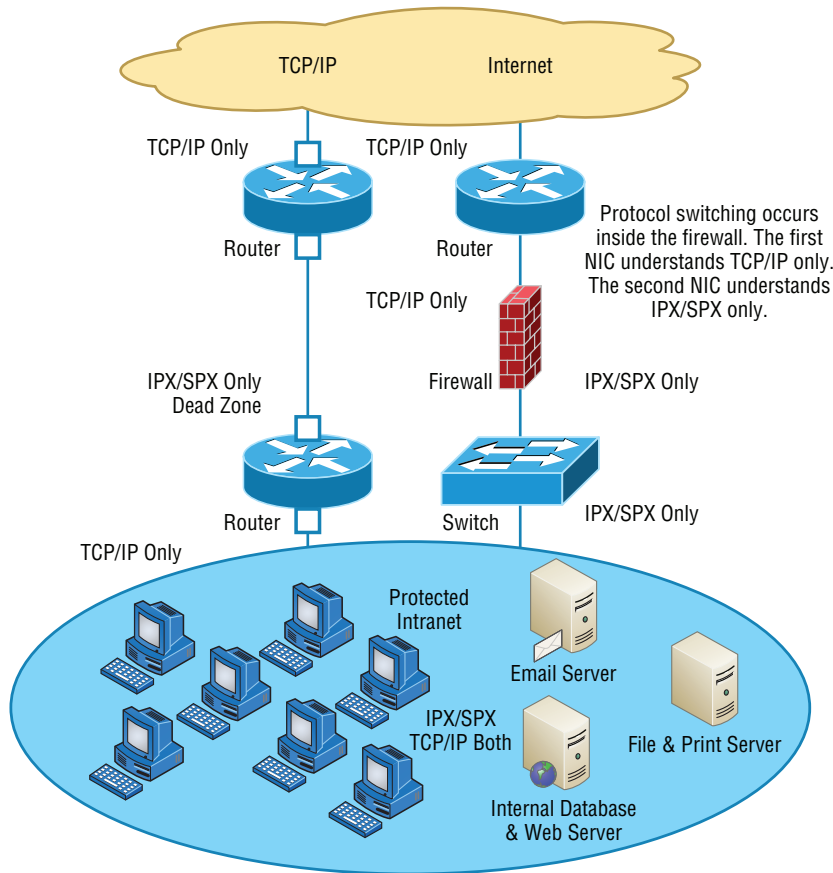 TCP/IP
Internet
TCP/IP Only
TCP/IP Only
Router
Router
Protocol switching occurs
inside the firewall. The first
NIC understands TCP/IP only.
The second NIC understands
IPX/SPX only.
TCP/IP Only
IPX/SPX Only
Dead Zone
Firewall
IPX/SPX Only
Router
Switch
IPX/SPX Only
TCP/IP Only
Protected
Intranet
Email Server
IPX/SPX
TCP/IP Both
File & Print Server
Internal Database
& Web Server